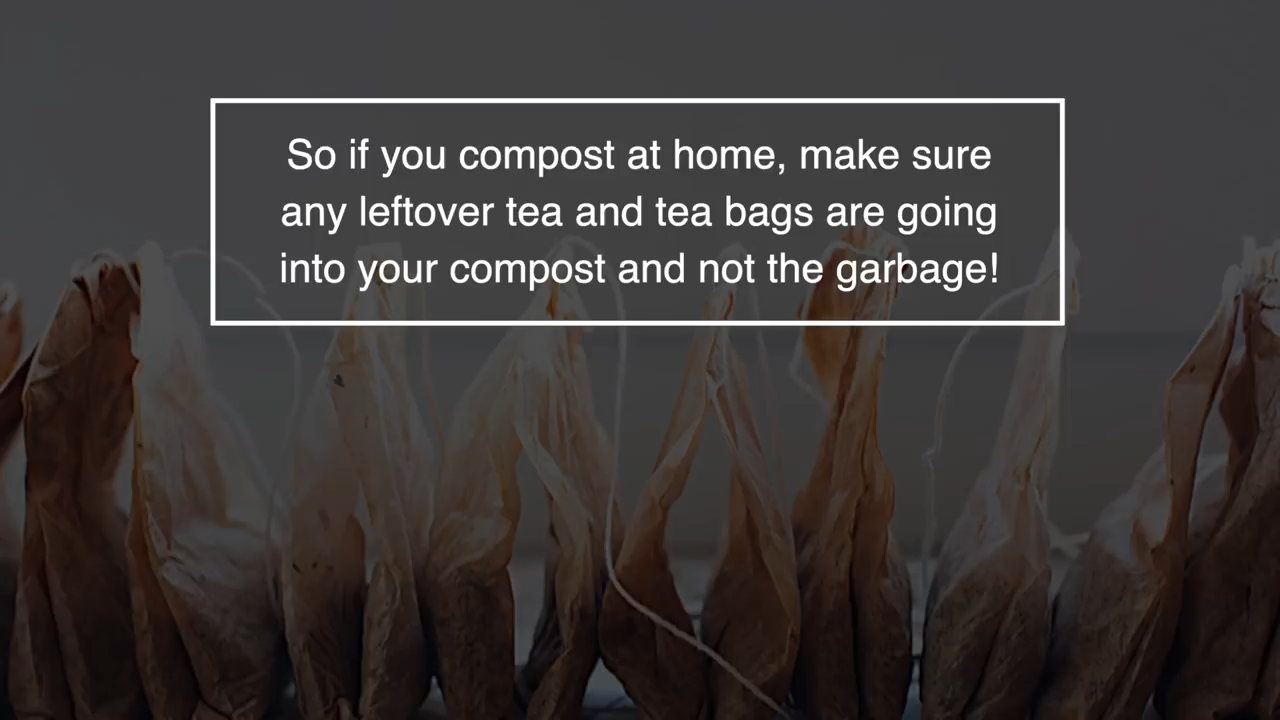 So if you compost at home, make sure
any leftover tea and tea bags are going
into your compost and not the garbage!